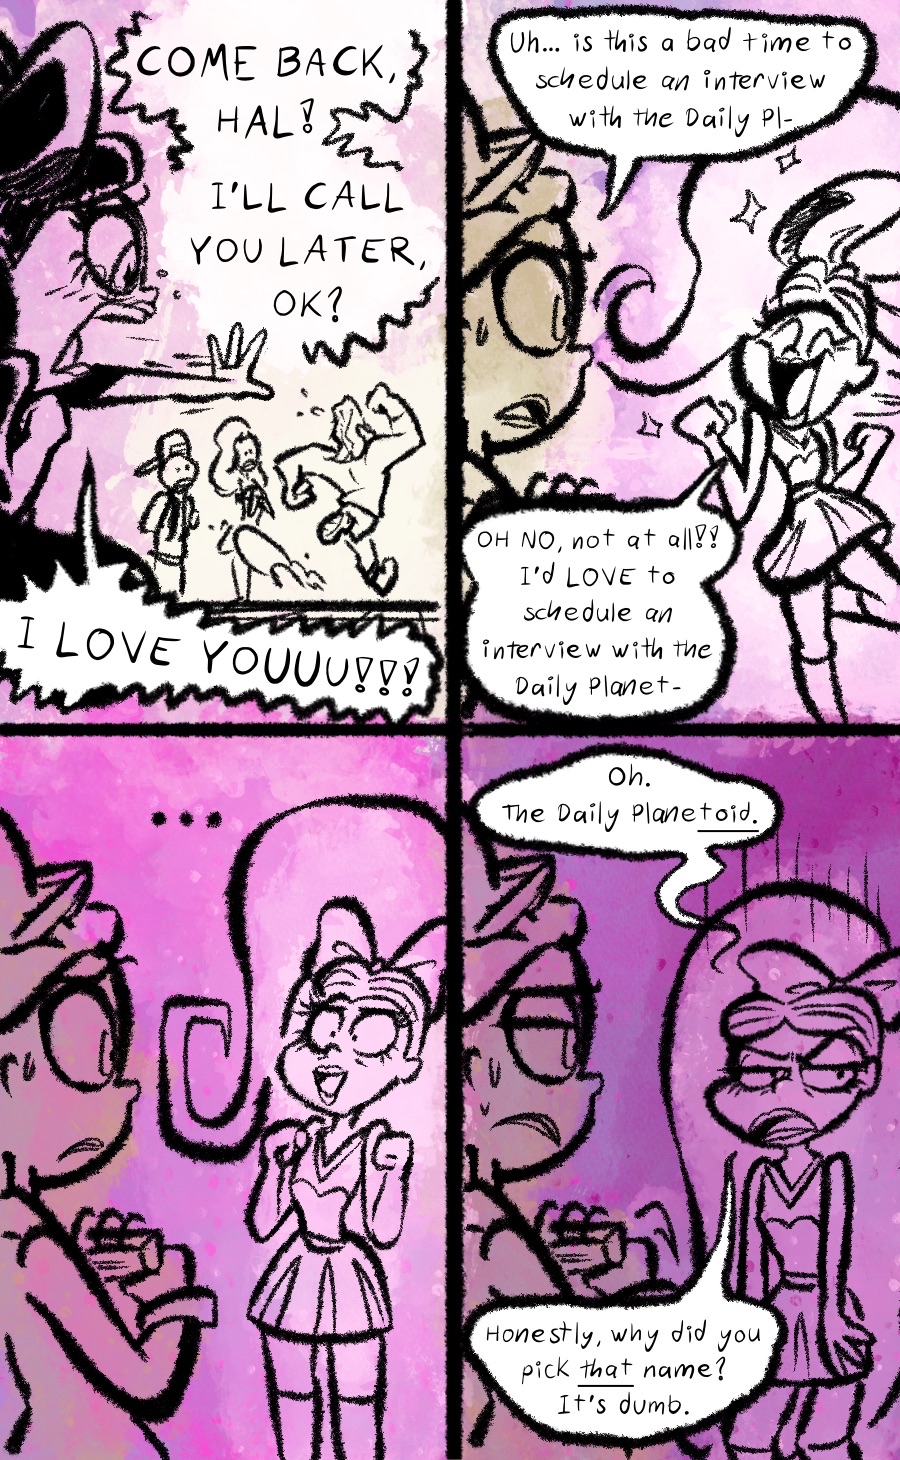 COME BACK,
HAL!
I'LL CALL
YOU LATER,
OK?
I LOVE YOUUU!!!
Uh... is this a bad time to
schedule an interview
with the Daily Pl-
OH NO, not at all!!
I'd LOVE to
schedule an
interview with the
Daily Planet-
...
Oh.
The Daily Planetoid.
Honestly, why did you
pick that name?
It's dumb.